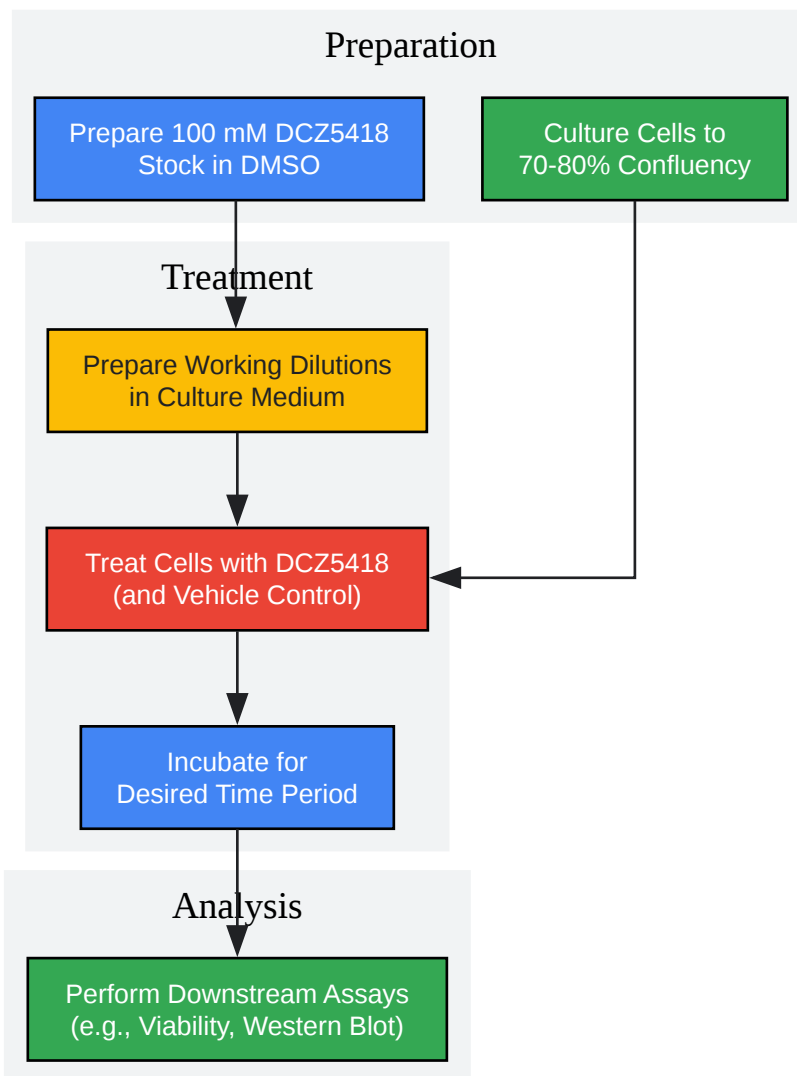 Preparation
Prepare 100 mM DCZ5418
Stock in DMSO
Culture Cells to
70-80% Confluency
Treatment
Prepare Working Dilutions
in Culture Medium
Treat Cells with DCZ5418
(and Vehicle Control)
Incubate for
Desired Time Period
Analysis
Perform Downstream Assays
(e.g., Viability, Western Blot)